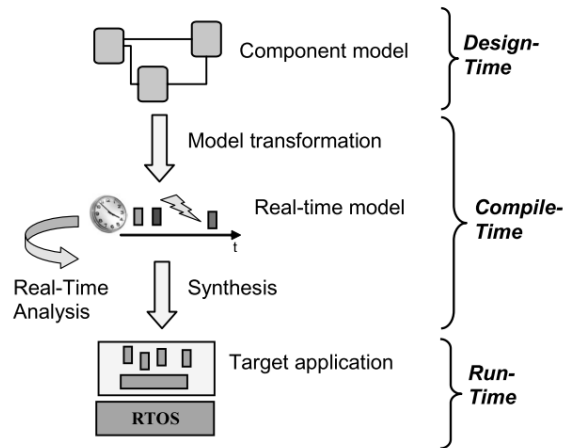 Component model
Design-
Time
Model transformation
Real-time model
t
Compile-
Time
Real-Time
Analysis
Synthesis
Target application
RTOS
Run-
Time